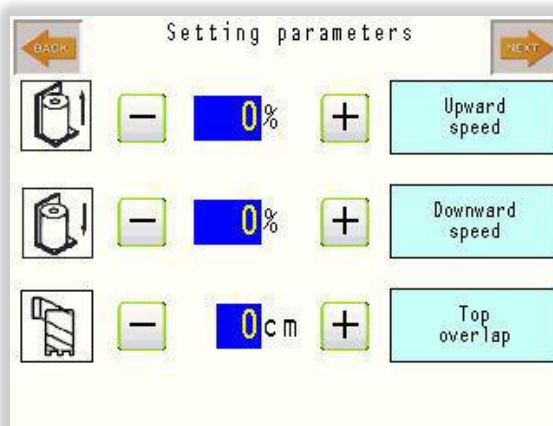 Setting parameters
BACK
NEXT
− 0% + Upward
speed
− 0% + Downward
speed
− 0cm + Top
overlap